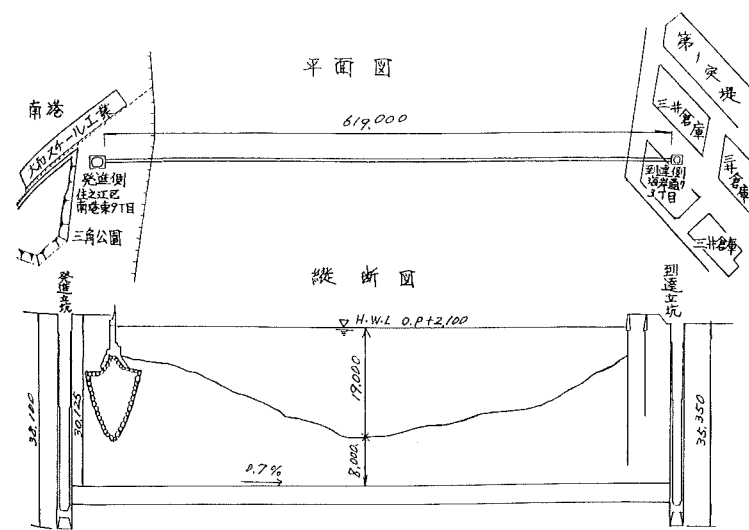 平面図
南港
大和スチール工業
619,000
発進側
住之江区
南港東9丁目
三角公園
第1突堤
三井倉庫
三井倉庫
到達側
海岸通り
3丁目
三井倉庫
縦断図
発進立坑
到達立坑
H.W.L O.P+2,100
38,100
30,125
19,000
8,000
0.7%
35,350